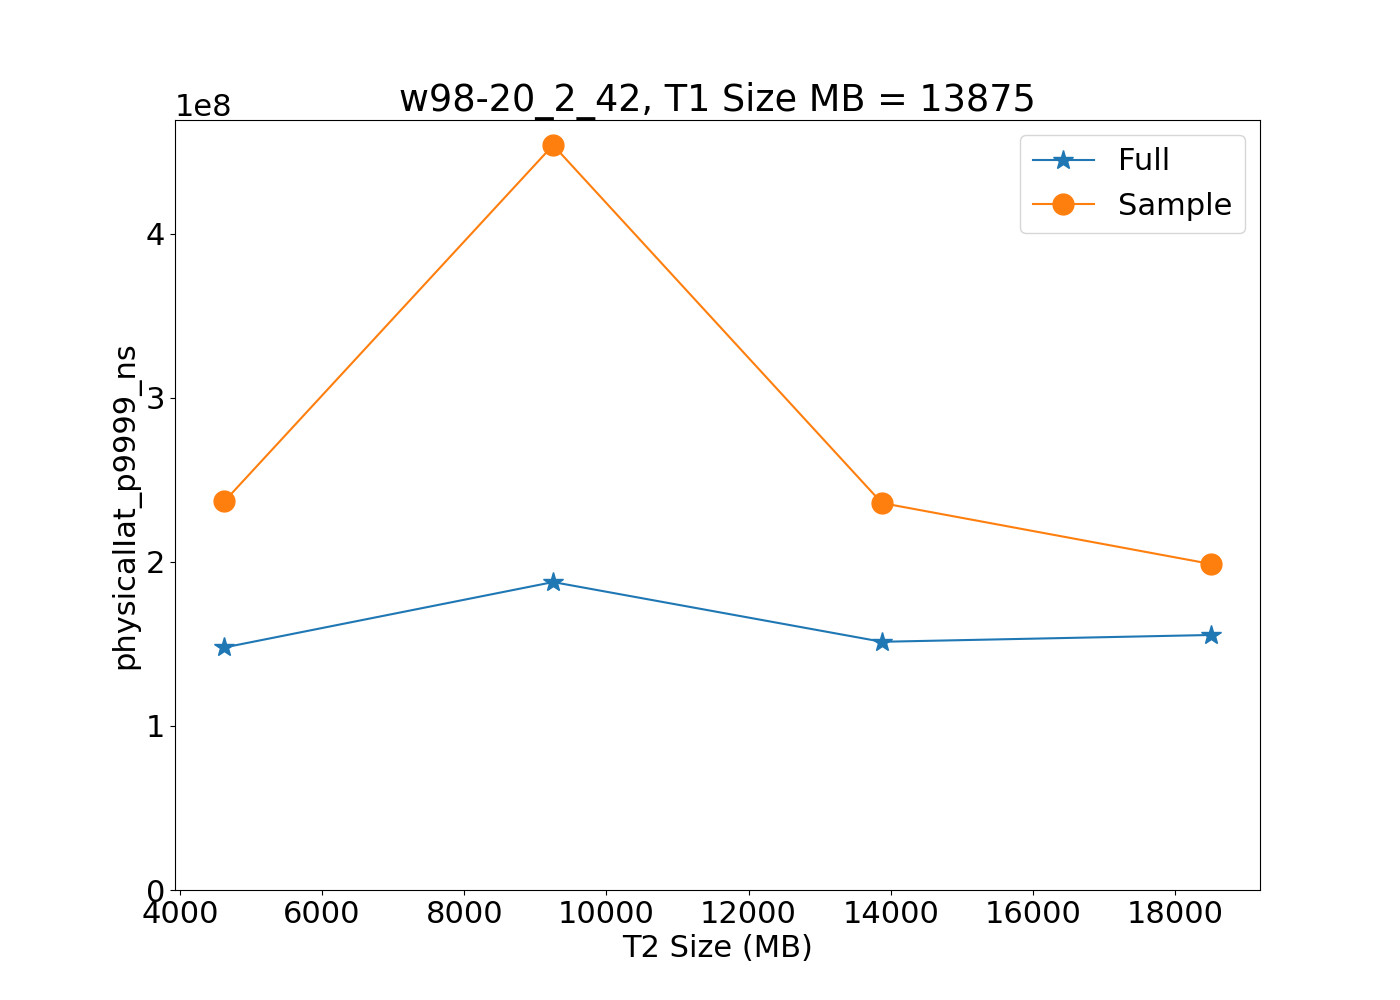 w98-20_2_42, T1 Size MB = 13875
1e8
Full
Sample
4
3
2
1
0
physicallat_p9999_ns
4000 6000 8000 10000 12000 14000 16000 18000
T2 Size (MB)